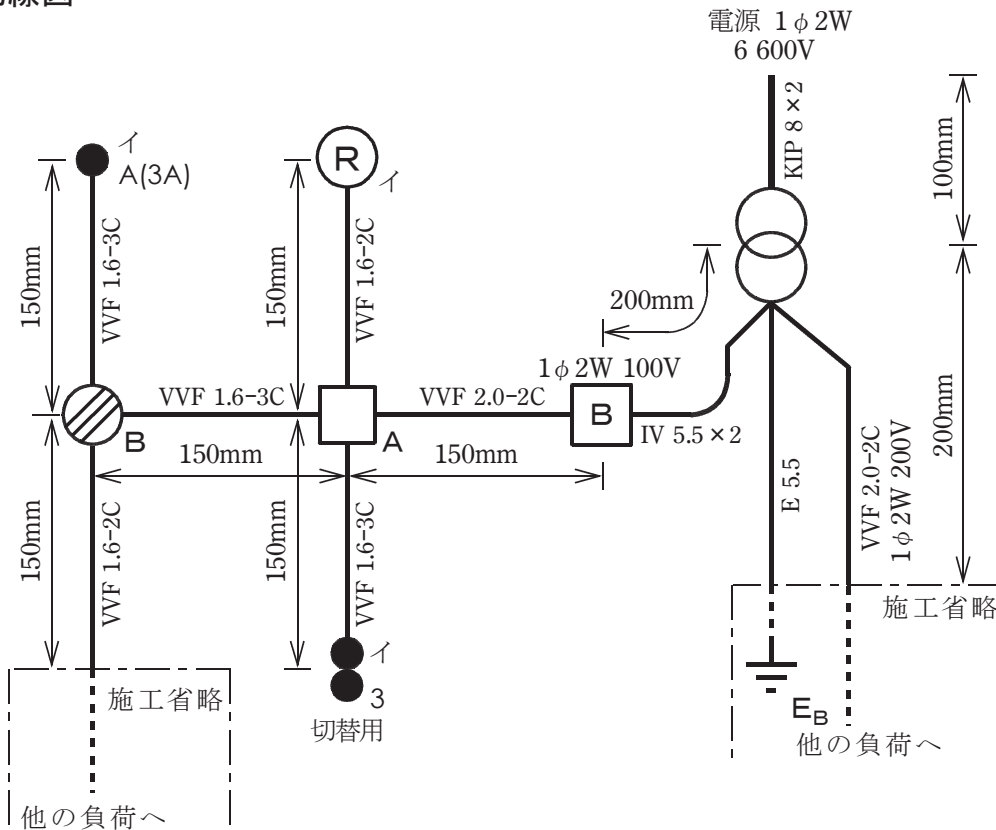 電源 1φ2W
6 600V
KIP 8×2
100mm
イ
A(3A)
R
イ
150mm
VVF 1.6-3C
150mm
VVF 1.6-2C
200mm
1φ2W 100V
VVF 1.6-3C
VVF 2.0-2C
B
A
B
IV 5.5×2
150mm
150mm
200mm
150mm
VVF 1.6-2C
150mm
VVF 1.6-3C
E 5.5
VVF 2.0-2C
1φ2W 200V
施工省略
イ
3
切替用
施工省略
EB
他の負荷へ
他の負荷へ